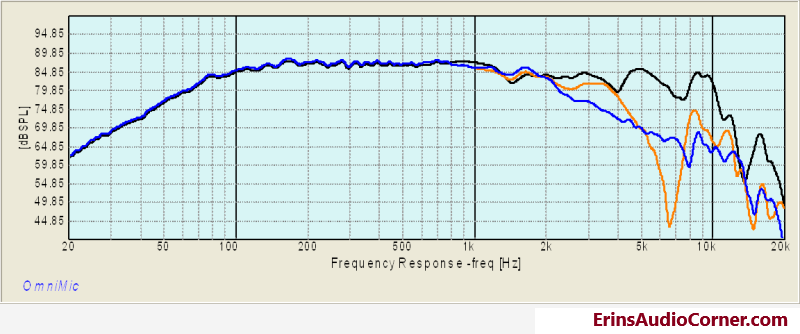 94.85
89.85
84.85
79.85
74.85
69.85
64.85
59.85
54.85
49.85
44.85
[dBSPL]
20 50 100 200 500 1k 2k 5k 10k 20k
Frequency Response -freq [Hz]
OmniMic
ErinsAudioCorner.com